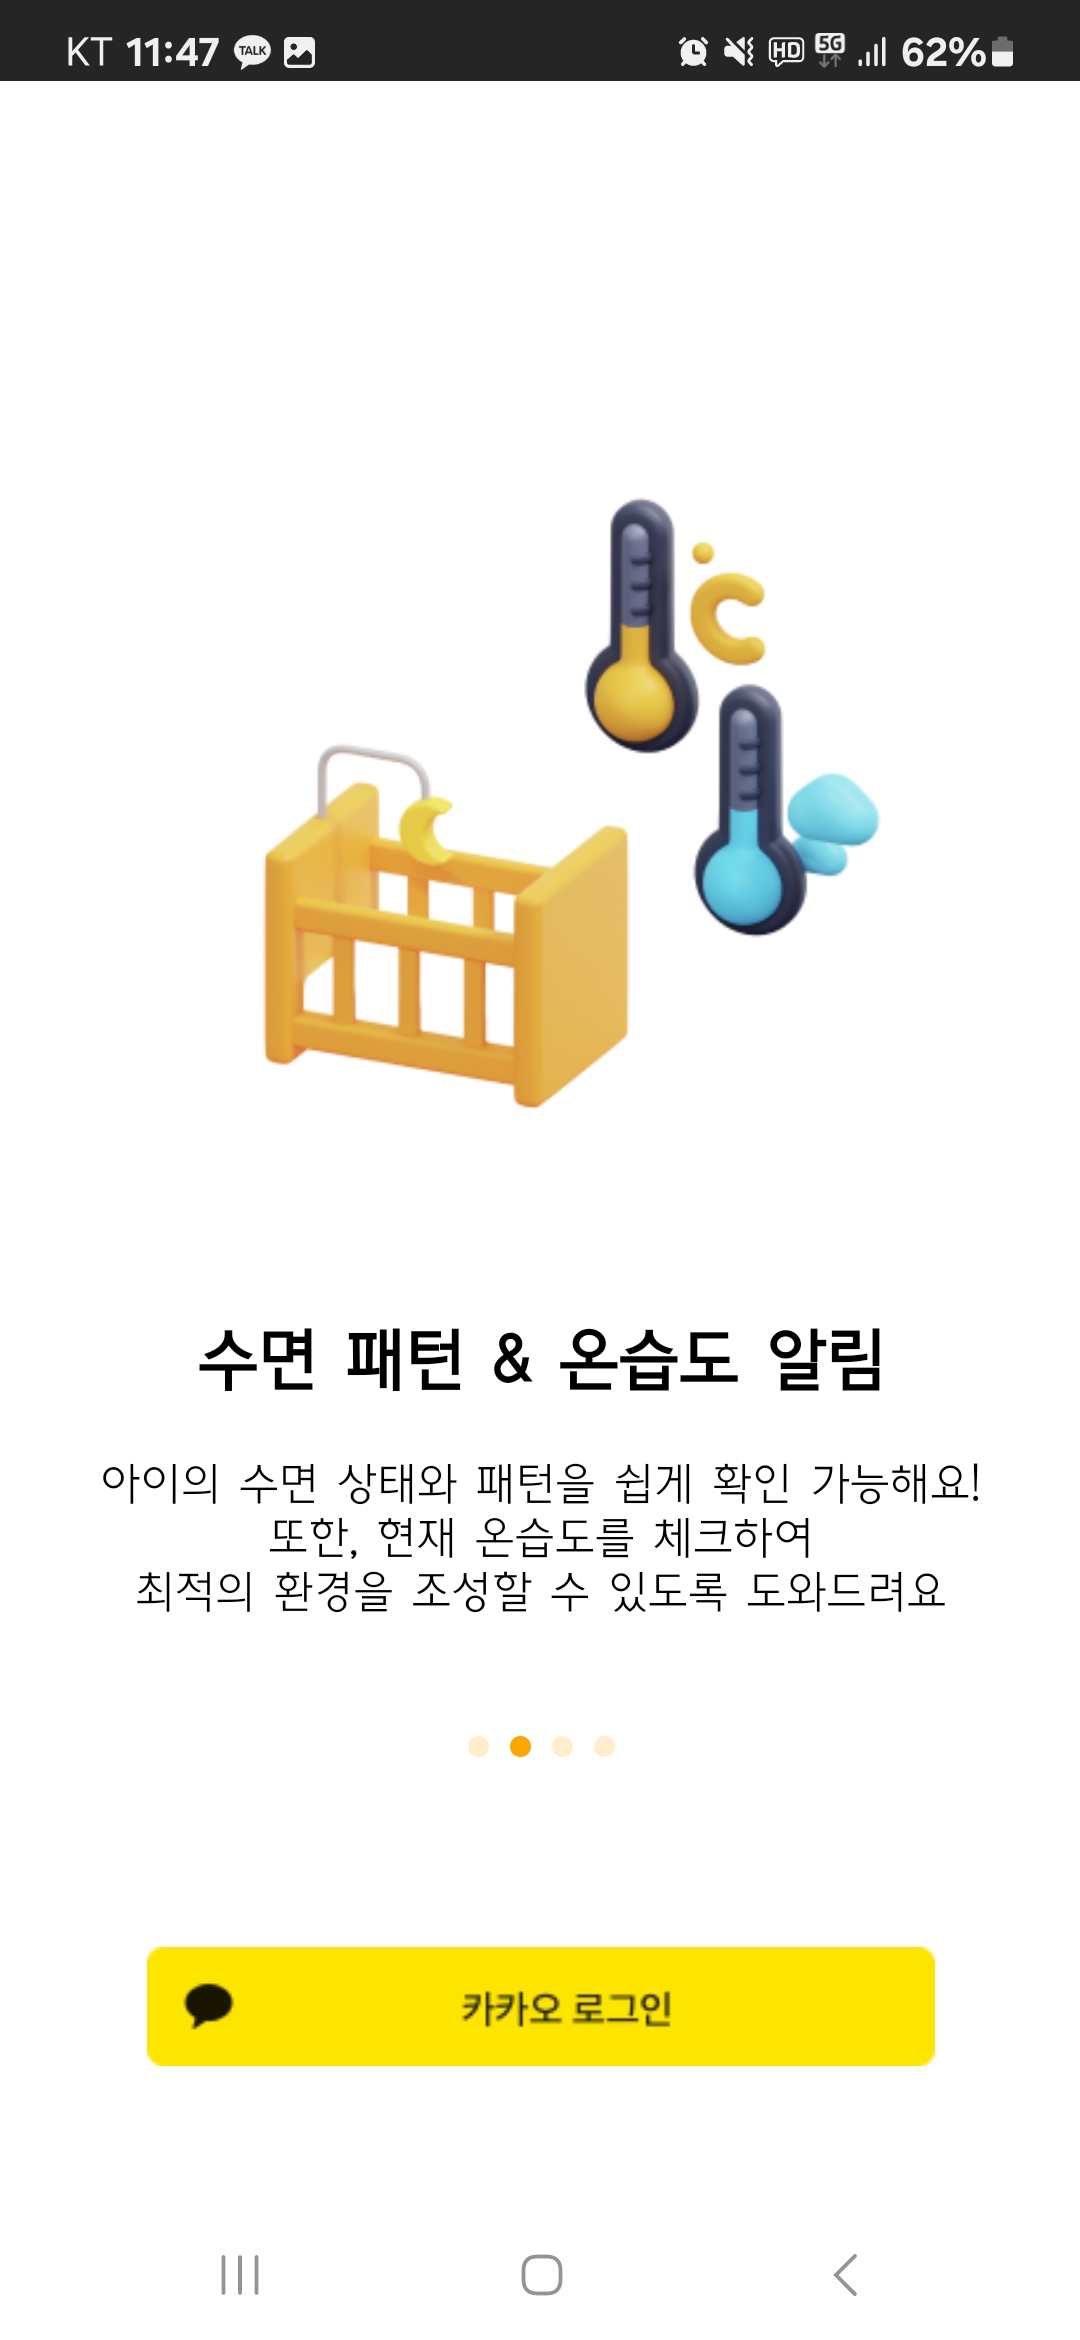 KT 11:47 TALK HD 5G 62%
°C
수면 패턴 & 온습도 알림
아이의 수면 상태와 패턴을 쉽게 확인 가능해요!
또한, 현재 온습도를 체크하여
최적의 환경을 조성할 수 있도록 도와드려요
카카오 로그인